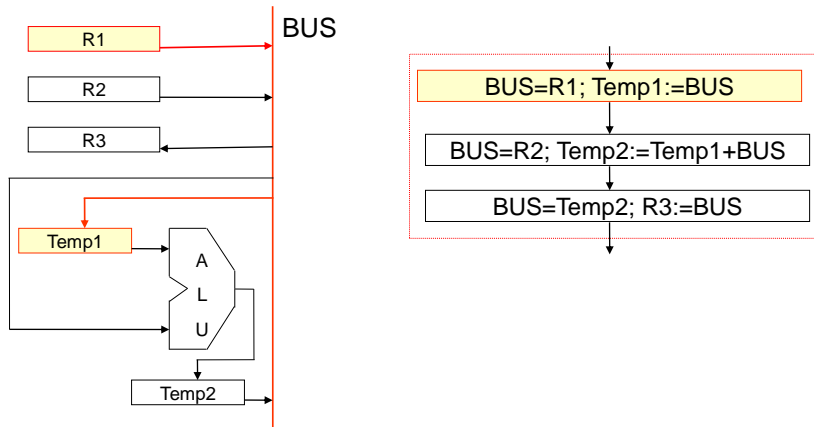 BUS
R1
R2
R3
Temp1
A
L
U
Temp2
BUS=R1; Temp1:=BUS
BUS=R2; Temp2:=Temp1+BUS
BUS=Temp2; R3:=BUS